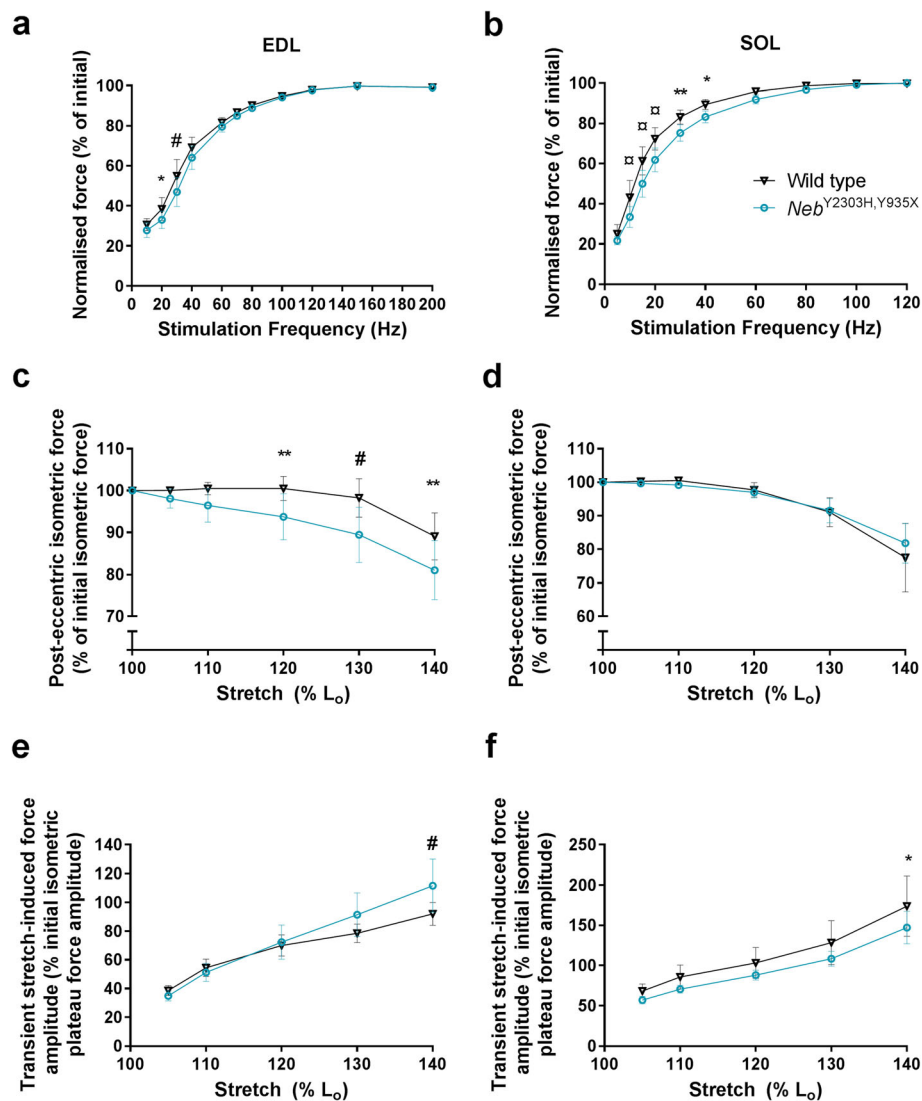 a
EDL
Normalised force (% of initial)
100
80
60
40
20
0
*
#
0 20 40 60 80 100 120 140 160 180 200
Stimulation Frequency (Hz)
b
SOL
Normalised force (% of initial)
100
80
60
40
20
0
¤
¤
¤
**
*
Wild type
Neb^Y2303H,Y935X
0 20 40 60 80 100 120
Stimulation Frequency (Hz)
c
Post-eccentric isometric force
(% of initial isometric force)
110
100
90
80
70
**
#
**
100 110 120 130 140
Stretch (% Lo)
d
Post-eccentric isometric force
(% of initial isometric force)
110
100
90
80
70
60
100 110 120 130 140
Stretch (% Lo)
e
Transient stretch-induced force
amplitude (% initial isometric
plateau force amplitude)
140
120
100
80
60
40
20
0
#
100 110 120 130 140
Stretch (% Lo)
f
Transient stretch-induced force
amplitude (% initial isometric
plateau force amplitude)
250
200
150
100
50
0
*
100 110 120 130 140
Stretch (% Lo)